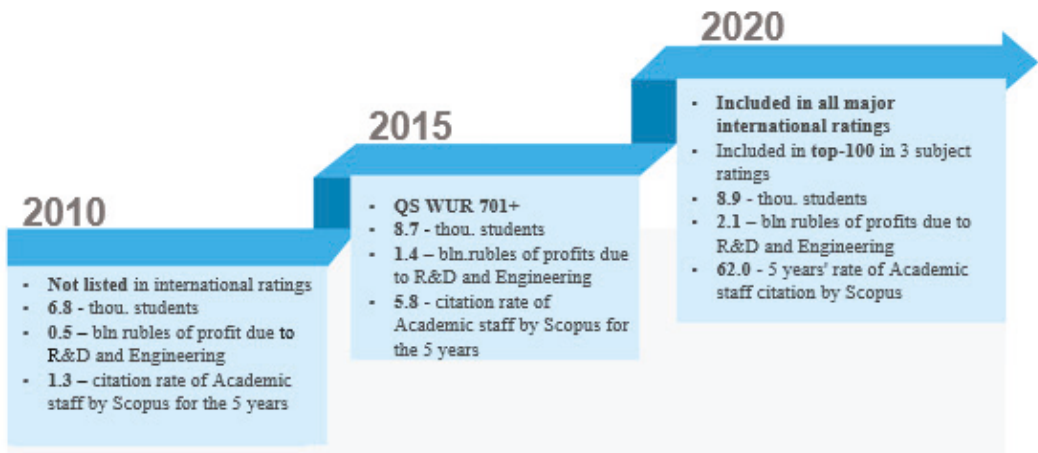 2010
▪ Not listed in international ratings
▪ 6.8 - thou. students
▪ 0.5 – bln rubles of profit due to
R&D and Engineering
▪ 1.3 – citation rate of Academic
staff by Scopus for the 5 years
2015
▪ QS WUR 701+
▪ 8.7 - thou. students
▪ 1.4 – bln.rubles of profits due
to R&D and Engineering
▪ 5.8 - citation rate of
Academic staff by Scopus for
the 5 years
2020
▪ Included in all major
international ratings
▪ Included in top-100 in 3 subject
ratings
▪ 8.9 - thou. students
▪ 2.1 – bln rubles of profits due to
R&D and Engineering
▪ 62.0 - 5 years' rate of Academic
staff citation by Scopus